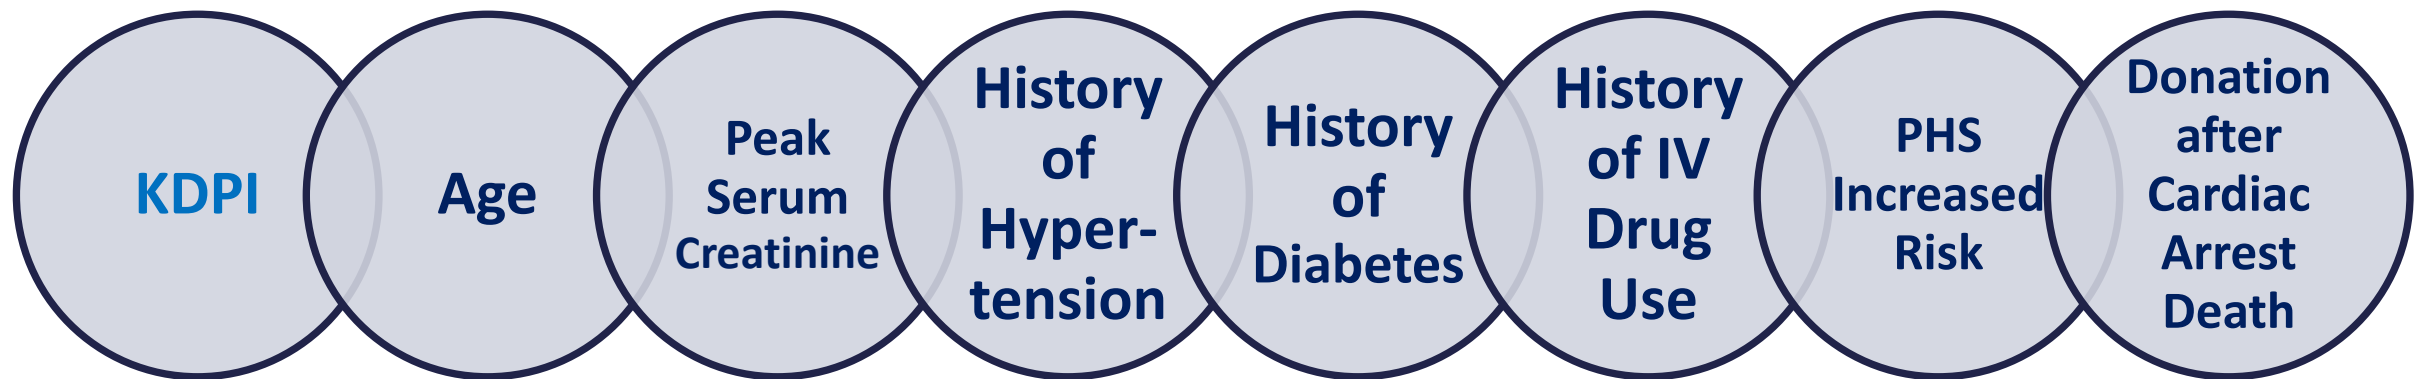 KDPI
Age
Peak
Serum
Creatinine
History
of
Hyper-
tension
History
of
Diabetes
History
of IV
Drug
Use
PHS
Increased
Risk
Donation
after
Cardiac
Arrest
Death